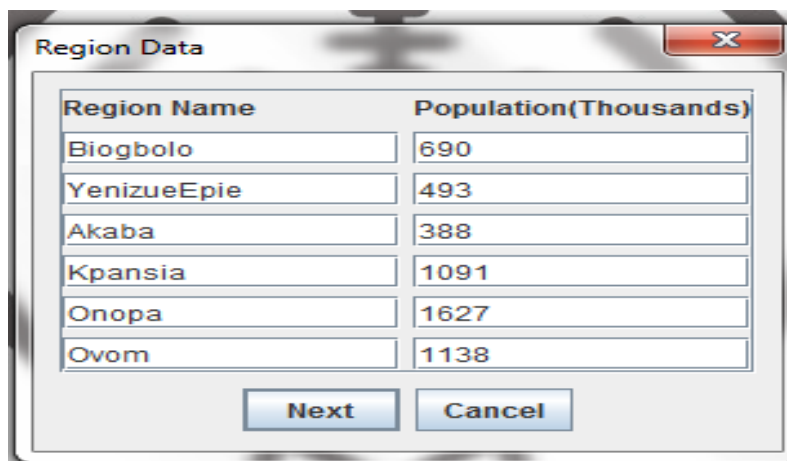 Region Data
Region Name Population(Thousands)
Biogbolo 690
YenizueEpie 493
Akaba 388
Kpansia 1091
Onopa 1627
Ovom 1138
Next Cancel